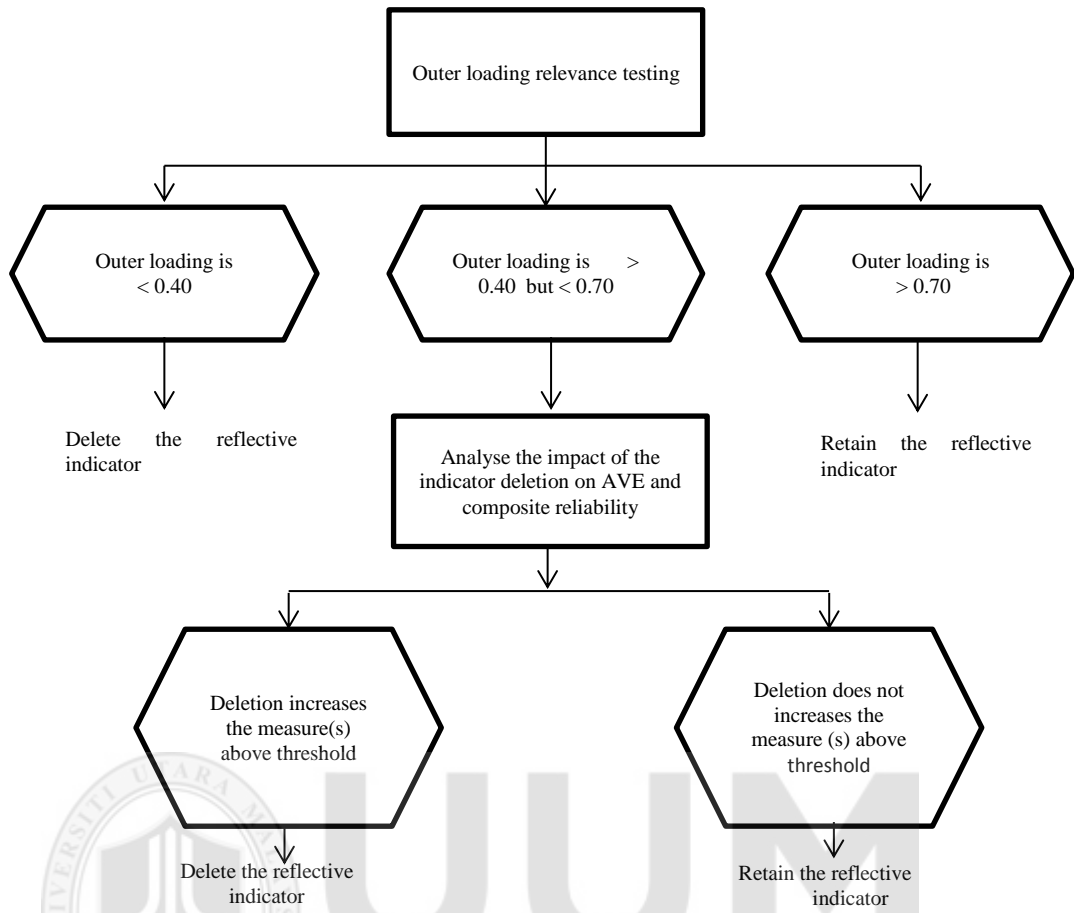 Outer loading relevance testing
Outer loading is
< 0.40
Outer loading is >
0.40 but < 0.70
Outer loading is
> 0.70
Delete the reflective
indicator
Analyse the impact of the
indicator deletion on AVE and
composite reliability
Retain the reflective
indicator
Deletion increases
the measure(s)
above threshold
Deletion does not
increases the
measure (s) above
threshold
Delete the reflective
indicator
Retain the reflective
indicator
UTARA
UUM